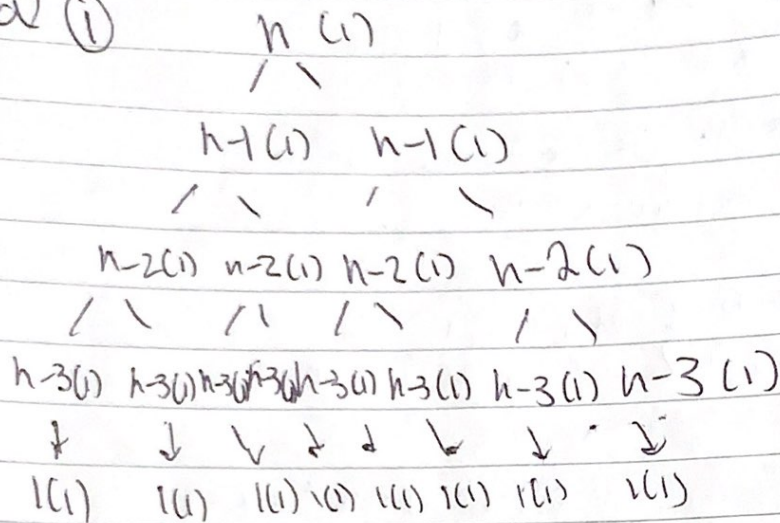 ① n (1)
n-1(1) n-1(1)
n-2(1) n-2(1) n-2(1) n-2(1)
n-3(1) n-3(1) n-3(1) n-3(1) n-3(1) n-3(1) n-3(1) n-3(1)
1(1) 1(1) 1(1) 1(1) 1(1) 1(1) 1(1) 1(1)